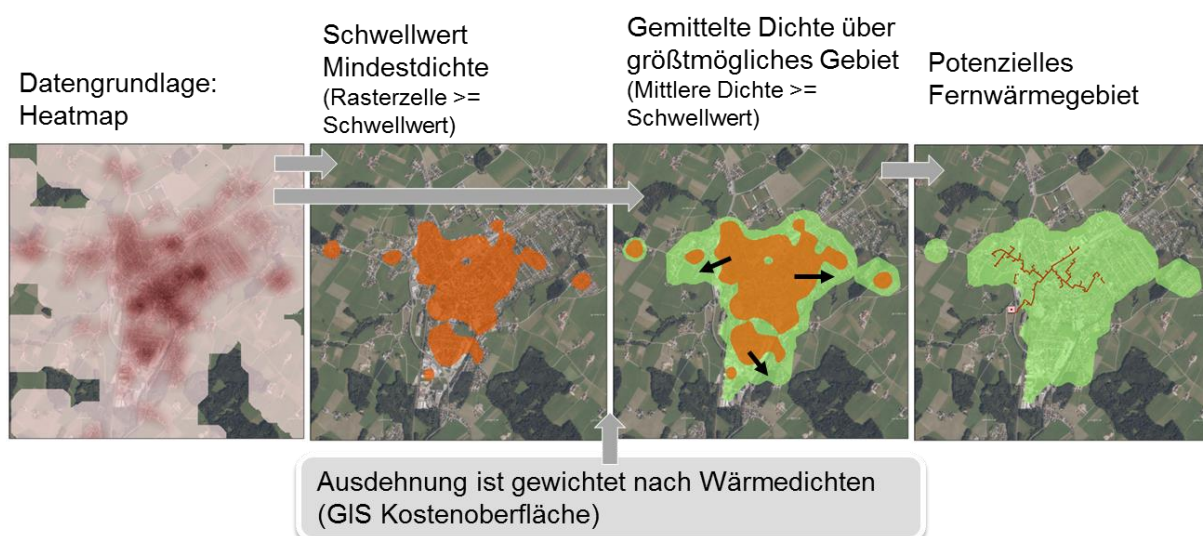 Datengrundlage:
Heatmap
Schwellwert
Mindestdichte
(Rasterzelle >=
Schwellwert)
Gemittelte Dichte über
größtmögliches Gebiet
(Mittlere Dichte >=
Schwellwert)
Potenzielles
Fernwärmegebiet
Ausdehnung ist gewichtet nach Wärmedichten
(GIS Kostenoberfläche)